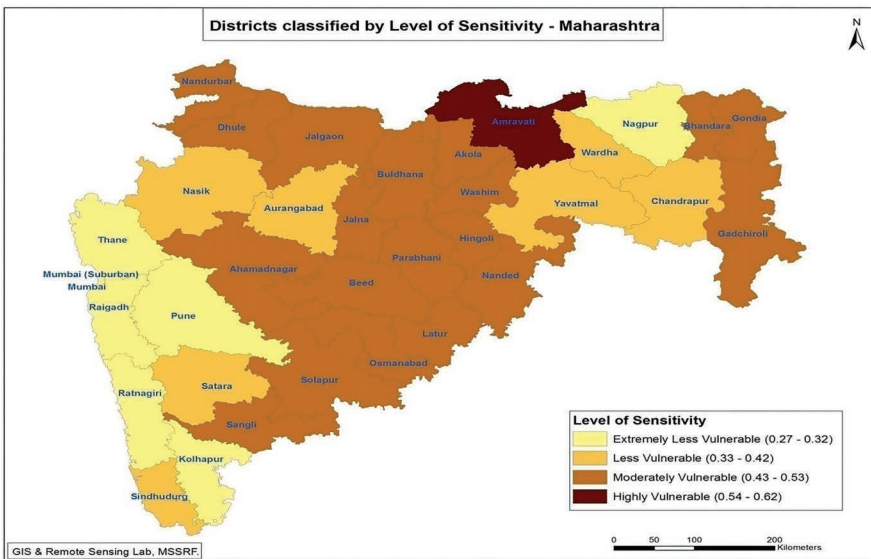 Districts classified by Level of Sensitivity - Maharashtra
N
Nandurbar
Dhule
Jalgaon
Amravati
Nagpur
Gondia
Bhandara
Akola
Wardha
Buldhana
Nasik
Washim
Aurangabad
Yavatmal
Chandrapur
Jalna
Thane
Hingoli
Gadchiroli
Parabhani
Ahamadnagar
Mumbai (Suburban)
Nanded
Mumbai
Beed
Raigadh
Pune
Latur
Osmanabad
Solapur
Satara
Ratnagiri
Sangli
Kolhapur
Sindhudurg
Level of Sensitivity
Extremely Less Vulnerable (0.27 - 0.32)
Less Vulnerable (0.33 - 0.42)
Moderately Vulnerable (0.43 - 0.53)
Highly Vulnerable (0.54 - 0.62)
0 50 100 200
Kilometers
GIS & Remote Sensing Lab, MSSRF.